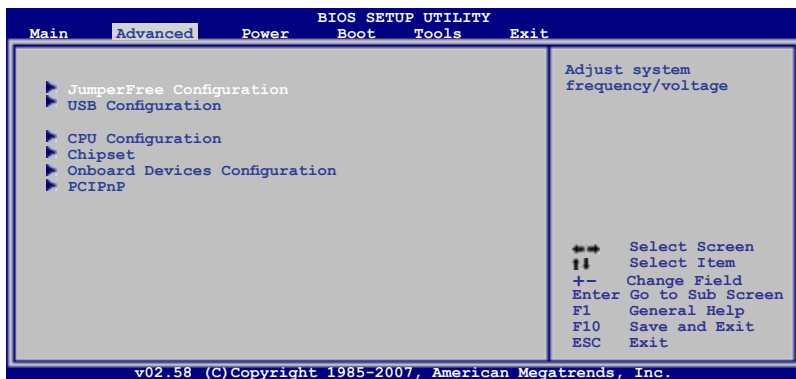 BIOS SETUP UTILITY
Main Advanced Power Boot Tools Exit
JumperFree Configuration
USB Configuration
CPU Configuration
Chipset
Onboard Devices Configuration
PCIPnP
Adjust system
frequency/voltage
Select Screen
Select Item
+- Change Field
Enter Go to Sub Screen
F1 General Help
F10 Save and Exit
ESC Exit
v02.58 (C)Copyright 1985-2007, American Megatrends, Inc.